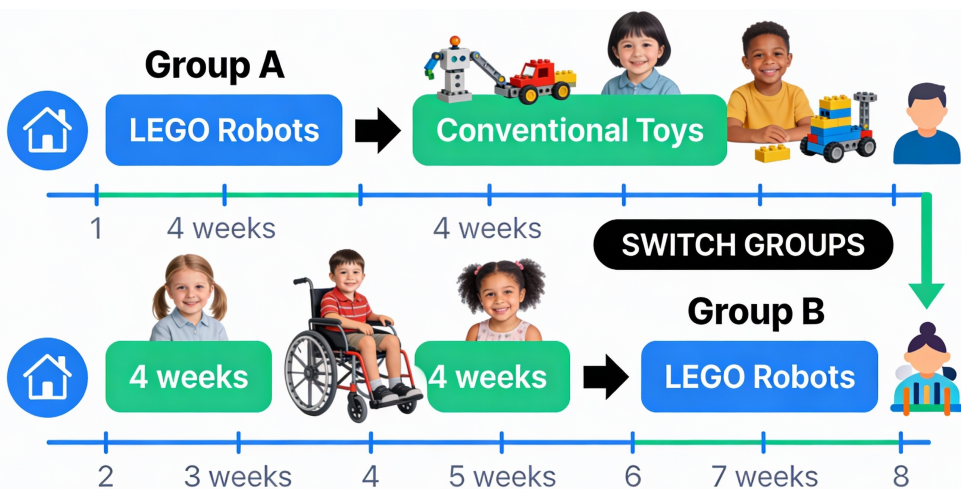 Group A
LEGO Robots
Conventional Toys
1
4 weeks
4 weeks
SWITCH GROUPS
Group B
4 weeks
4 weeks
LEGO Robots
2
3 weeks
4
5 weeks
6
7 weeks
8